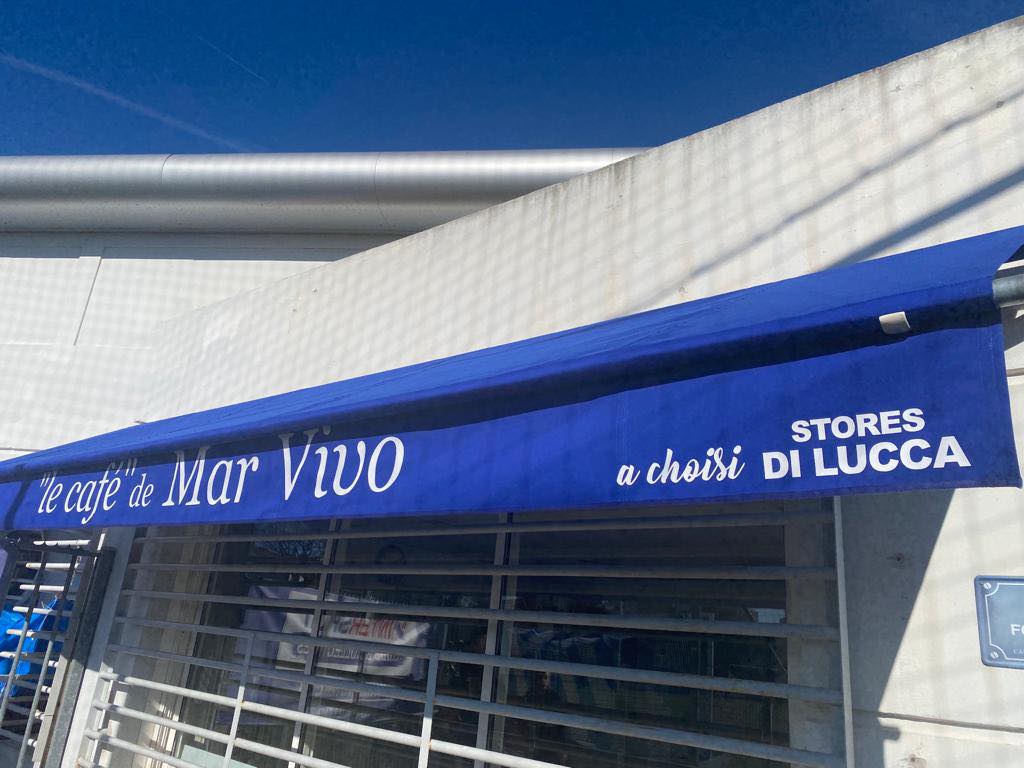 "le café" de Mar Vivo
a choisi
STORES
DI LUCCA